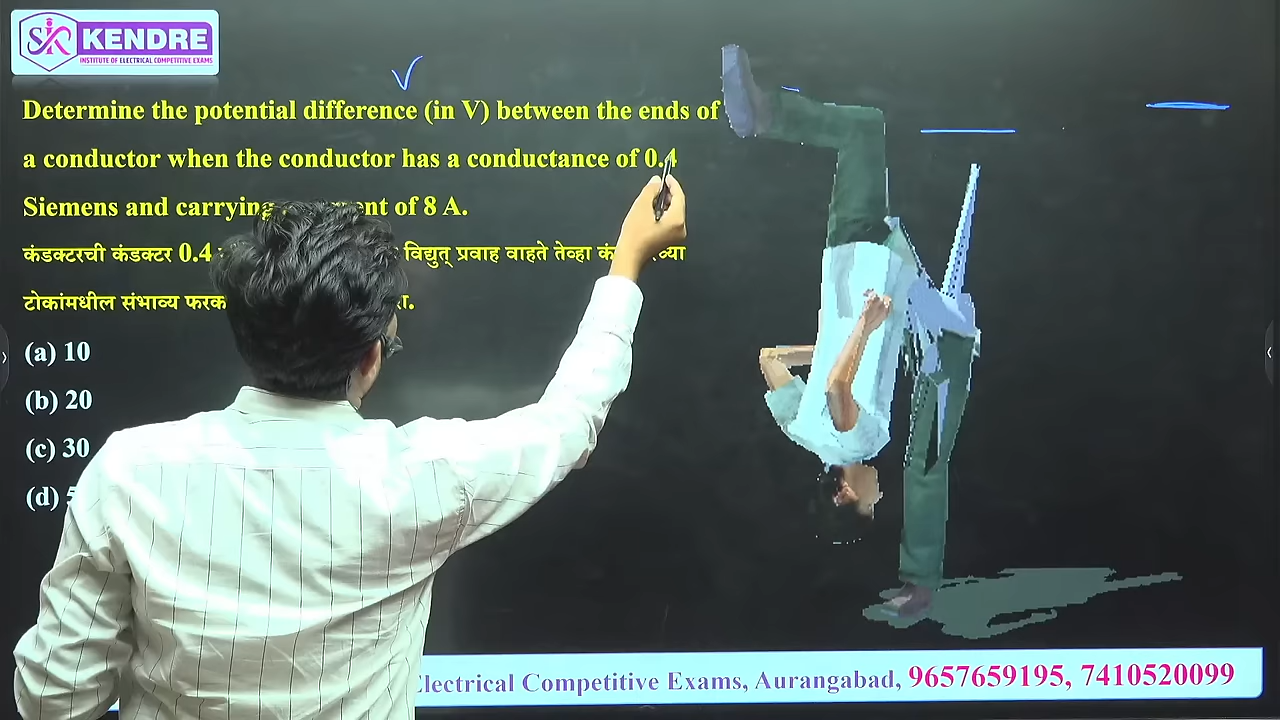 KENDRE
INSTITUTE OF ELECTRICAL COMPETITIVE EXAMS
Determine the potential difference (in V) between the ends of
a conductor when the conductor has a conductance of 0.4
Siemens and carrying of 8 A.
कंडक्टरची कंडक्टर 0.4 विद्युत् प्रवाह वाहते तेव्हा
टोकांमधील संभाव्य
(a) 10
(b) 20
(c) 30
(d)
Electrical Competitive Exams, Aurangabad, 9657659195, 7410520099